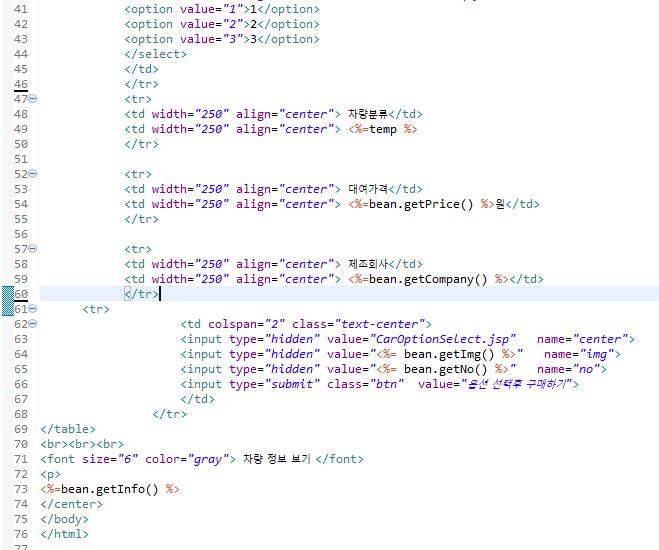 41 <option value="1">1</option>
42 <option value="2">2</option>
43 <option value="3">3</option>
44 </select>
45 </td>
46 </tr>
47 <tr>
48 <td width="250" align="center"> 차량분류</td>
49 <td width="250" align="center"> <%=temp %>
50 </tr>
51
52 <tr>
53 <td width="250" align="center"> 대여가격</td>
54 <td width="250" align="center"> <%=bean.getPrice() %>원</td>
55 </tr>
56
57 <tr>
58 <td width="250" align="center"> 제조회사</td>
59 <td width="250" align="center"> <%=bean.getCompany() %></td>
60 </tr>
61 <tr>
62 <td colspan="2" class="text-center">
63 <input type="hidden" value="CarOptionSelect.jsp" name="center">
64 <input type="hidden" value="<%= bean.getImg() %>" name="img">
65 <input type="hidden" value="<%= bean.getNo() %>" name="no">
66 <input type="submit" class="btn" value="옵션 선택후 구매하기">
67 </td>
68 </tr>
69 </table>
70 <br><br><br>
71 <font size="6" color="gray"> 차량 정보 보기 </font>
72 <p>
73 <%=bean.getInfo() %>
74 </center>
75 </body>
76 </html>
77